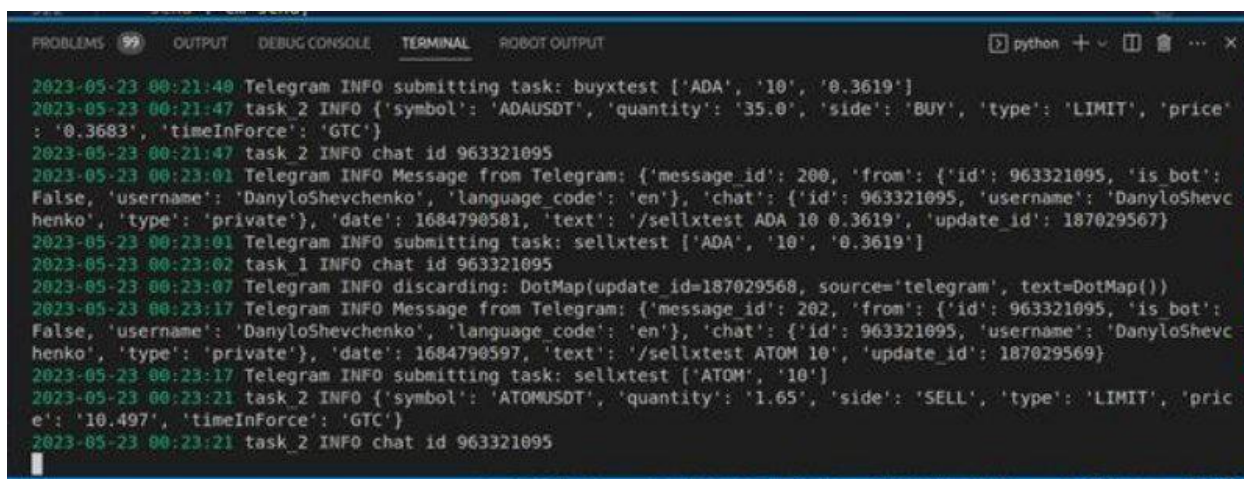 PROBLEMS 99 OUTPUT DEBUG CONSOLE TERMINAL ROBOT OUTPUT python
2023-05-23 00:21:40 Telegram INFO submitting task: buyxtest ['ADA', '10', '0.3619']
2023-05-23 00:21:47 task_2 INFO {'symbol': 'ADAUSDT', 'quantity': '35.0', 'side': 'BUY', 'type': 'LIMIT', 'price'
: '0.3683', 'timeInForce': 'GTC'}
2023-05-23 00:21:47 task_2 INFO chat id 963321095
2023-05-23 00:23:01 Telegram INFO Message from Telegram: {'message_id': 200, 'from': {'id': 963321095, 'is_bot':
False, 'username': 'DanyloShevchenko', 'language_code': 'en'}, 'chat': {'id': 963321095, 'username': 'DanyloShevc
henko', 'type': 'private'}, 'date': 1684790581, 'text': '/sellxtest ADA 10 0.3619', 'update_id': 187029567}
2023-05-23 00:23:01 Telegram INFO submitting task: sellxtest ['ADA', '10', '0.3619']
2023-05-23 00:23:02 task_1 INFO chat id 963321095
2023-05-23 00:23:07 Telegram INFO discarding: DotMap(update_id=187029568, source='telegram', text=DotMap())
2023-05-23 00:23:17 Telegram INFO Message from Telegram: {'message_id': 202, 'from': {'id': 963321095, 'is_bot':
False, 'username': 'DanyloShevchenko', 'language_code': 'en'}, 'chat': {'id': 963321095, 'username': 'DanyloShevc
henko', 'type': 'private'}, 'date': 1684790597, 'text': '/sellxtest ATOM 10', 'update_id': 187029569}
2023-05-23 00:23:17 Telegram INFO submitting task: sellxtest ['ATOM', '10']
2023-05-23 00:23:21 task_2 INFO {'symbol': 'ATOMUSDT', 'quantity': '1.65', 'side': 'SELL', 'type': 'LIMIT', 'pric
e': '10.497', 'timeInForce': 'GTC'}
2023-05-23 00:23:21 task_2 INFO chat id 963321095